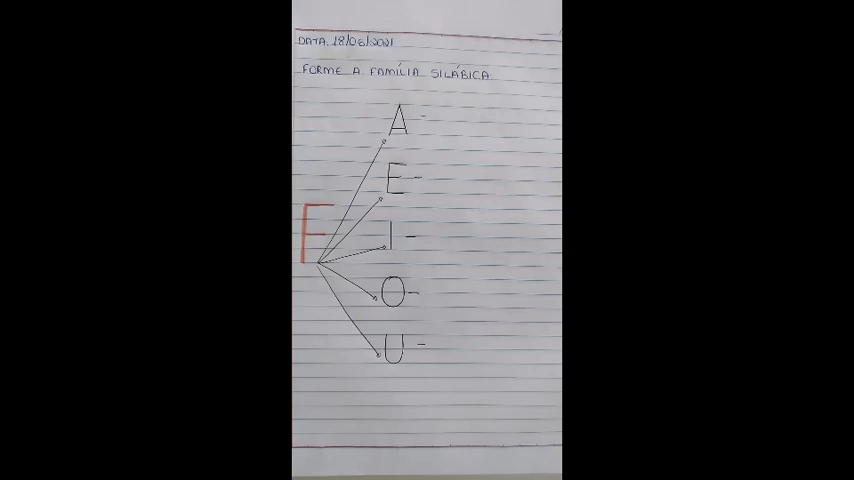 DATA. 18/06/2021
FORME A FAMÍLIA SILÁBICA
A -
E -
F
I -
O -
U -